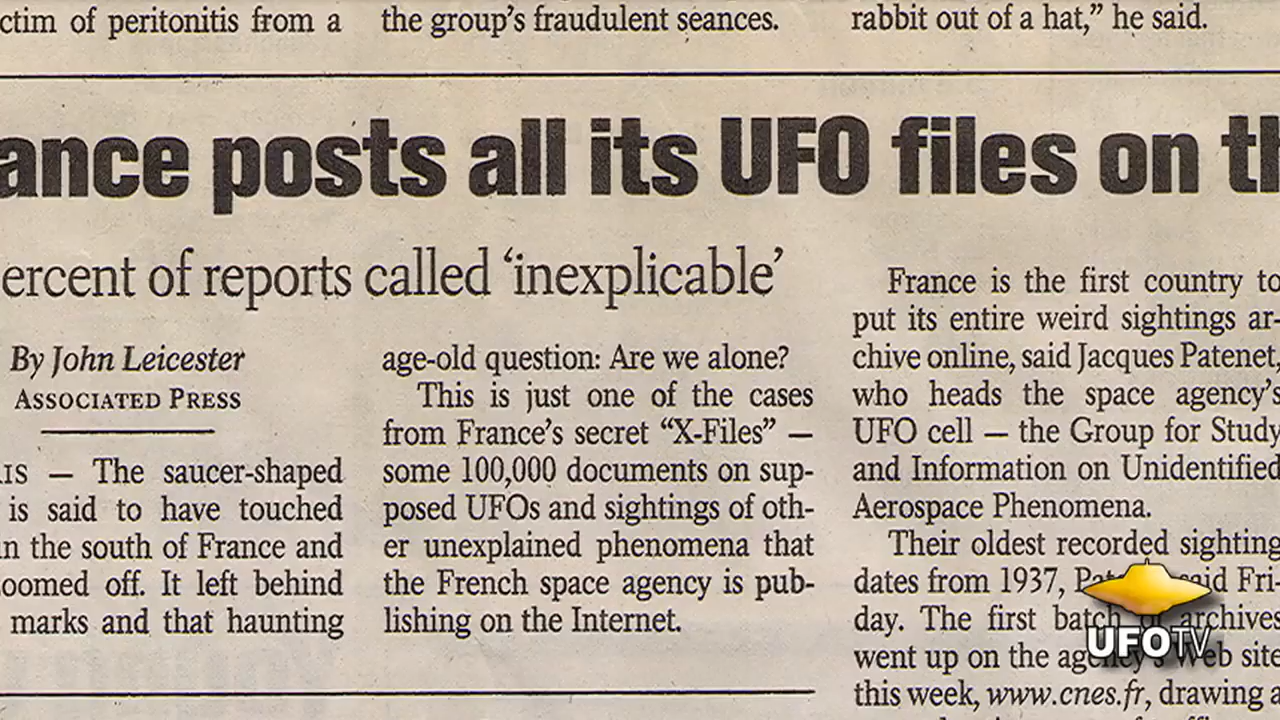 ctim of peritonitis from a
the group's fraudulent seances.
rabbit out of a hat,” he said.
ance posts all its UFO files on th
ercent of reports called ‘inexplicable’
By John Leicester
ASSOCIATED PRESS
IS — The saucer-shaped
is said to have touched
in the south of France and
oomed off. It left behind
marks and that haunting
age-old question: Are we alone?
This is just one of the cases
from France's secret “X-Files” —
some 100,000 documents on sup-
posed UFOs and sightings of oth-
er unexplained phenomena that
the French space agency is pub-
lishing on the Internet.
France is the first country to
put its entire weird sightings ar-
chive online, said Jacques Patenet,
who heads the space agency's
UFO cell — the Group for Study
and Information on Unidentified
Aerospace Phenomena.
Their oldest recorded sighting
dates from 1937, said Fri-
day. The first batch of archives
went up on the agency's Web site
this week, www.cnes.fr, drawing a
UFOTV